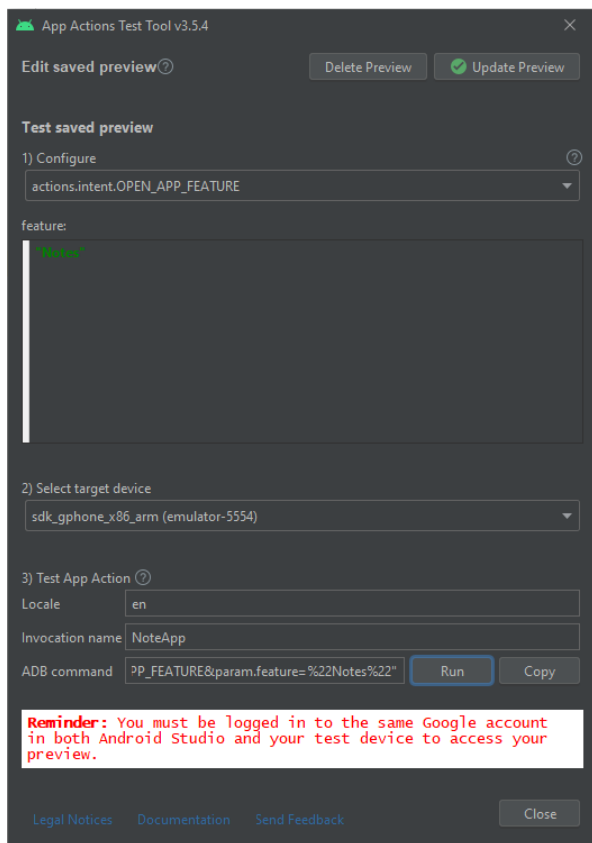 App Actions Test Tool v3.5.4
Edit saved preview
Delete Preview
Update Preview
Test saved preview
1) Configure
actions.intent.OPEN_APP_FEATURE
feature:
"Notes"
2) Select target device
sdk_gphone_x86_arm (emulator-5554)
3) Test App Action
Locale
en
Invocation name
NoteApp
ADB command
PP_FEATURE&param.feature=%22Notes%22"
Run
Copy
Reminder: You must be logged in to the same Google account
in both Android Studio and your test device to access your
preview.
Legal Notices
Documentation
Send Feedback
Close